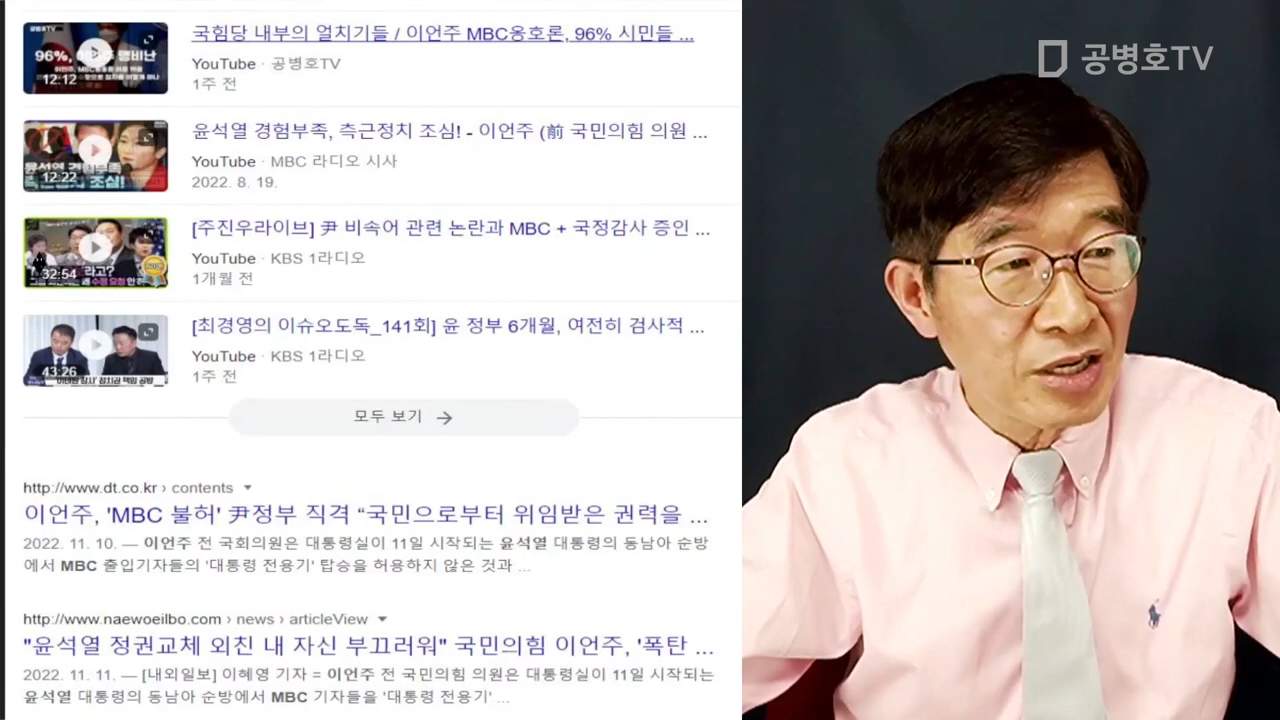 공병호TV
국힘당 내부의 얼치기들 / 이언주 MBC옹호론, 96% 시민들 ...
YouTube · 공병호TV
1주 전
96%,
12:12
윤석열 경험부족, 측근정치 조심! - 이언주 (前 국민의힘 의원 ...
YouTube · MBC 라디오 시사
2022. 8. 19.
12:22
조심!
[주진우라이브] 尹 비속어 관련 논란과 MBC + 국정감사 증인 ...
YouTube · KBS 1라디오
1개월 전
라고?
32:54
[최경영의 이슈오도독_141회] 윤 정부 6개월, 여전히 검사적 ...
YouTube · KBS 1라디오
1주 전
43:26
모두 보기 →
http://www.dt.co.kr › contents
이언주, 'MBC 불허' 尹정부 직격 “국민으로부터 위임받은 권력을 ...
2022. 11. 10. — 이언주 전 국회의원은 대통령실이 11일 시작되는 윤석열 대통령의 동남아 순방
에서 MBC 출입기자들의 '대통령 전용기' 탑승을 허용하지 않은 것과 ...
http://www.naewoeilbo.com › news › articleView
"윤석열 정권교체 외친 내 자신 부끄러워" 국민의힘 이언주, '폭탄 ...
2022. 11. 11. — [내외일보] 이혜영 기자 = 이언주 전 국민의힘 의원은 대통령실이 11일 시작되는
윤석열 대통령의 동남아 순방에서 MBC 기자들을 '대통령 전용기' ...